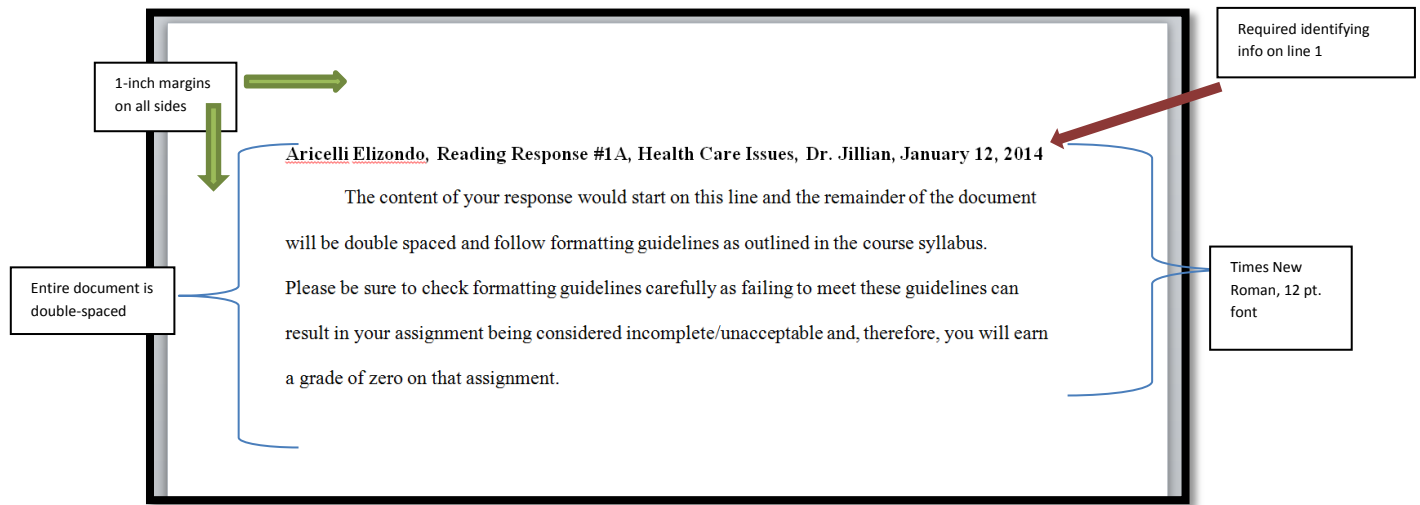 Required identifying
info on line 1
1-inch margins
on all sides
Aricelli Elizondo, Reading Response #1A, Health Care Issues, Dr. Jillian, January 12, 2014
The content of your response would start on this line and the remainder of the document
will be double spaced and follow formatting guidelines as outlined in the course syllabus.
Please be sure to check formatting guidelines carefully as failing to meet these guidelines can
result in your assignment being considered incomplete/unacceptable and, therefore, you will earn
a grade of zero on that assignment.
Entire document is
double-spaced
Times New
Roman, 12 pt.
font